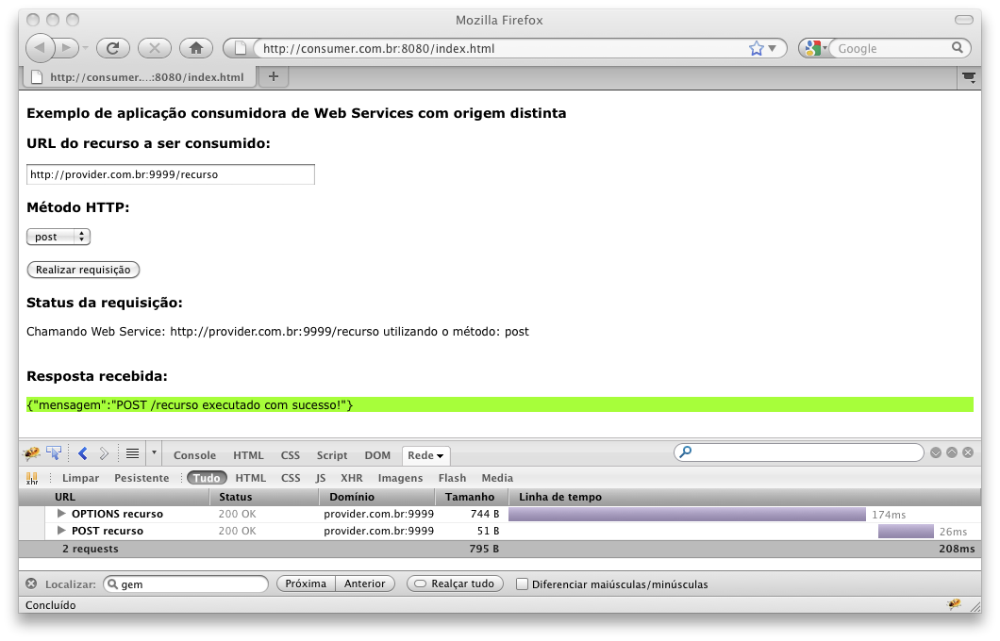 Mozilla Firefox
http://consumer.com.br:8080/index.html
Google
http://consumer....:8080/index.html
Exemplo de aplicação consumidora de Web Services com origem distinta
URL do recurso a ser consumido:
http://provider.com.br:9999/recurso
Método HTTP:
post
Realizar requisição
Status da requisição:
Chamando Web Service: http://provider.com.br:9999/recurso utilizando o método: post
Resposta recebida:
{"mensagem":"POST /recurso executado com sucesso!"}
Console HTML CSS Script DOM Rede
xhr Limpar Pesistente Tudo HTML CSS JS XHR Imagens Flash Media
URL Status Domínio Tamanho Linha de tempo
OPTIONS recurso 200 OK provider.com.br:9999 744 B 174ms
POST recurso 200 OK provider.com.br:9999 51 B 26ms
2 requests 795 B 208ms
Localizar: gem Próxima Anterior Realçar tudo Diferenciar maiúsculas/minúsculas
Concluído